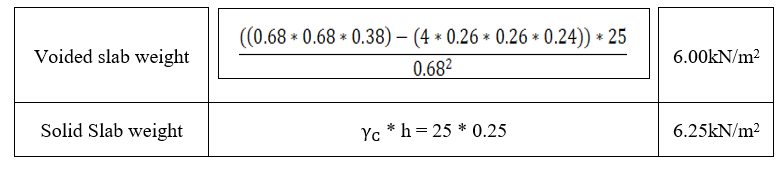 Voided slab weight
((0.68 * 0.68 * 0.38) − (4 * 0.26 * 0.26 * 0.24)) * 25
0.68²
6.00kN/m²
Solid Slab weight
γc * h = 25 * 0.25
6.25kN/m²